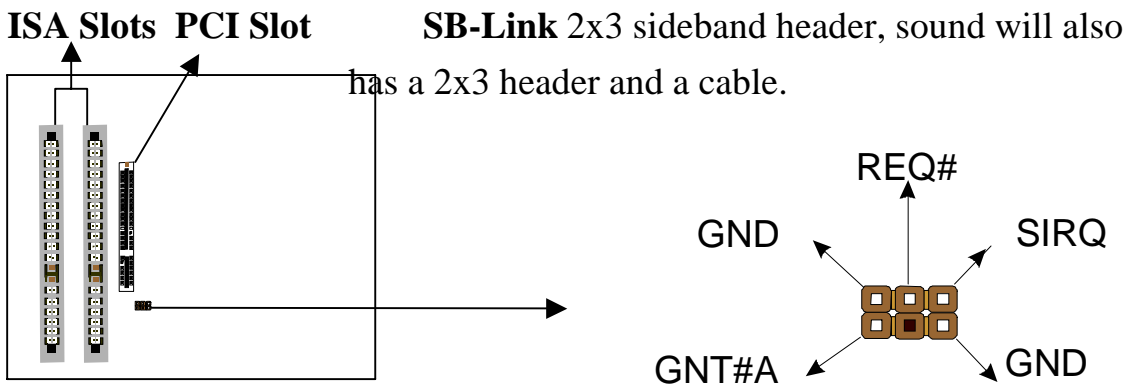 ISA Slots PCI Slot SB-Link 2x3 sideband header, sound will also
has a 2x3 header and a cable.
REQ#
GND SIRQ
GNT#A GND